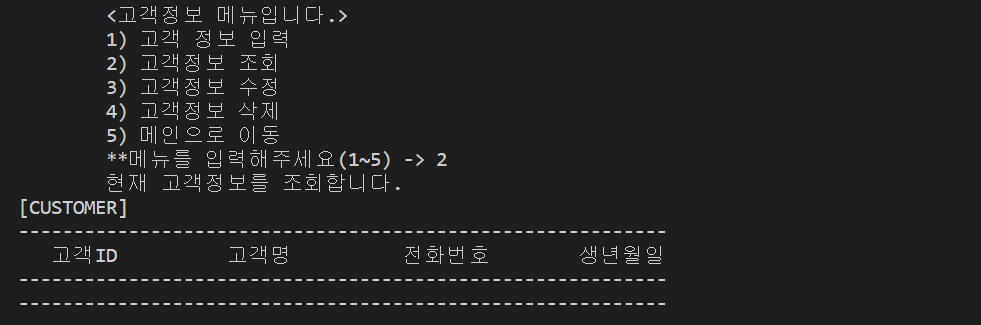 <고객정보 메뉴입니다.>
1) 고객 정보 입력
2) 고객정보 조회
3) 고객정보 수정
4) 고객정보 삭제
5) 메인으로 이동
**메뉴를 입력해주세요(1~5) -> 2
현재 고객정보를 조회합니다.
[CUSTOMER]
-----------------------------------------------------------
고객ID 고객명 전화번호 생년월일
-----------------------------------------------------------
-----------------------------------------------------------